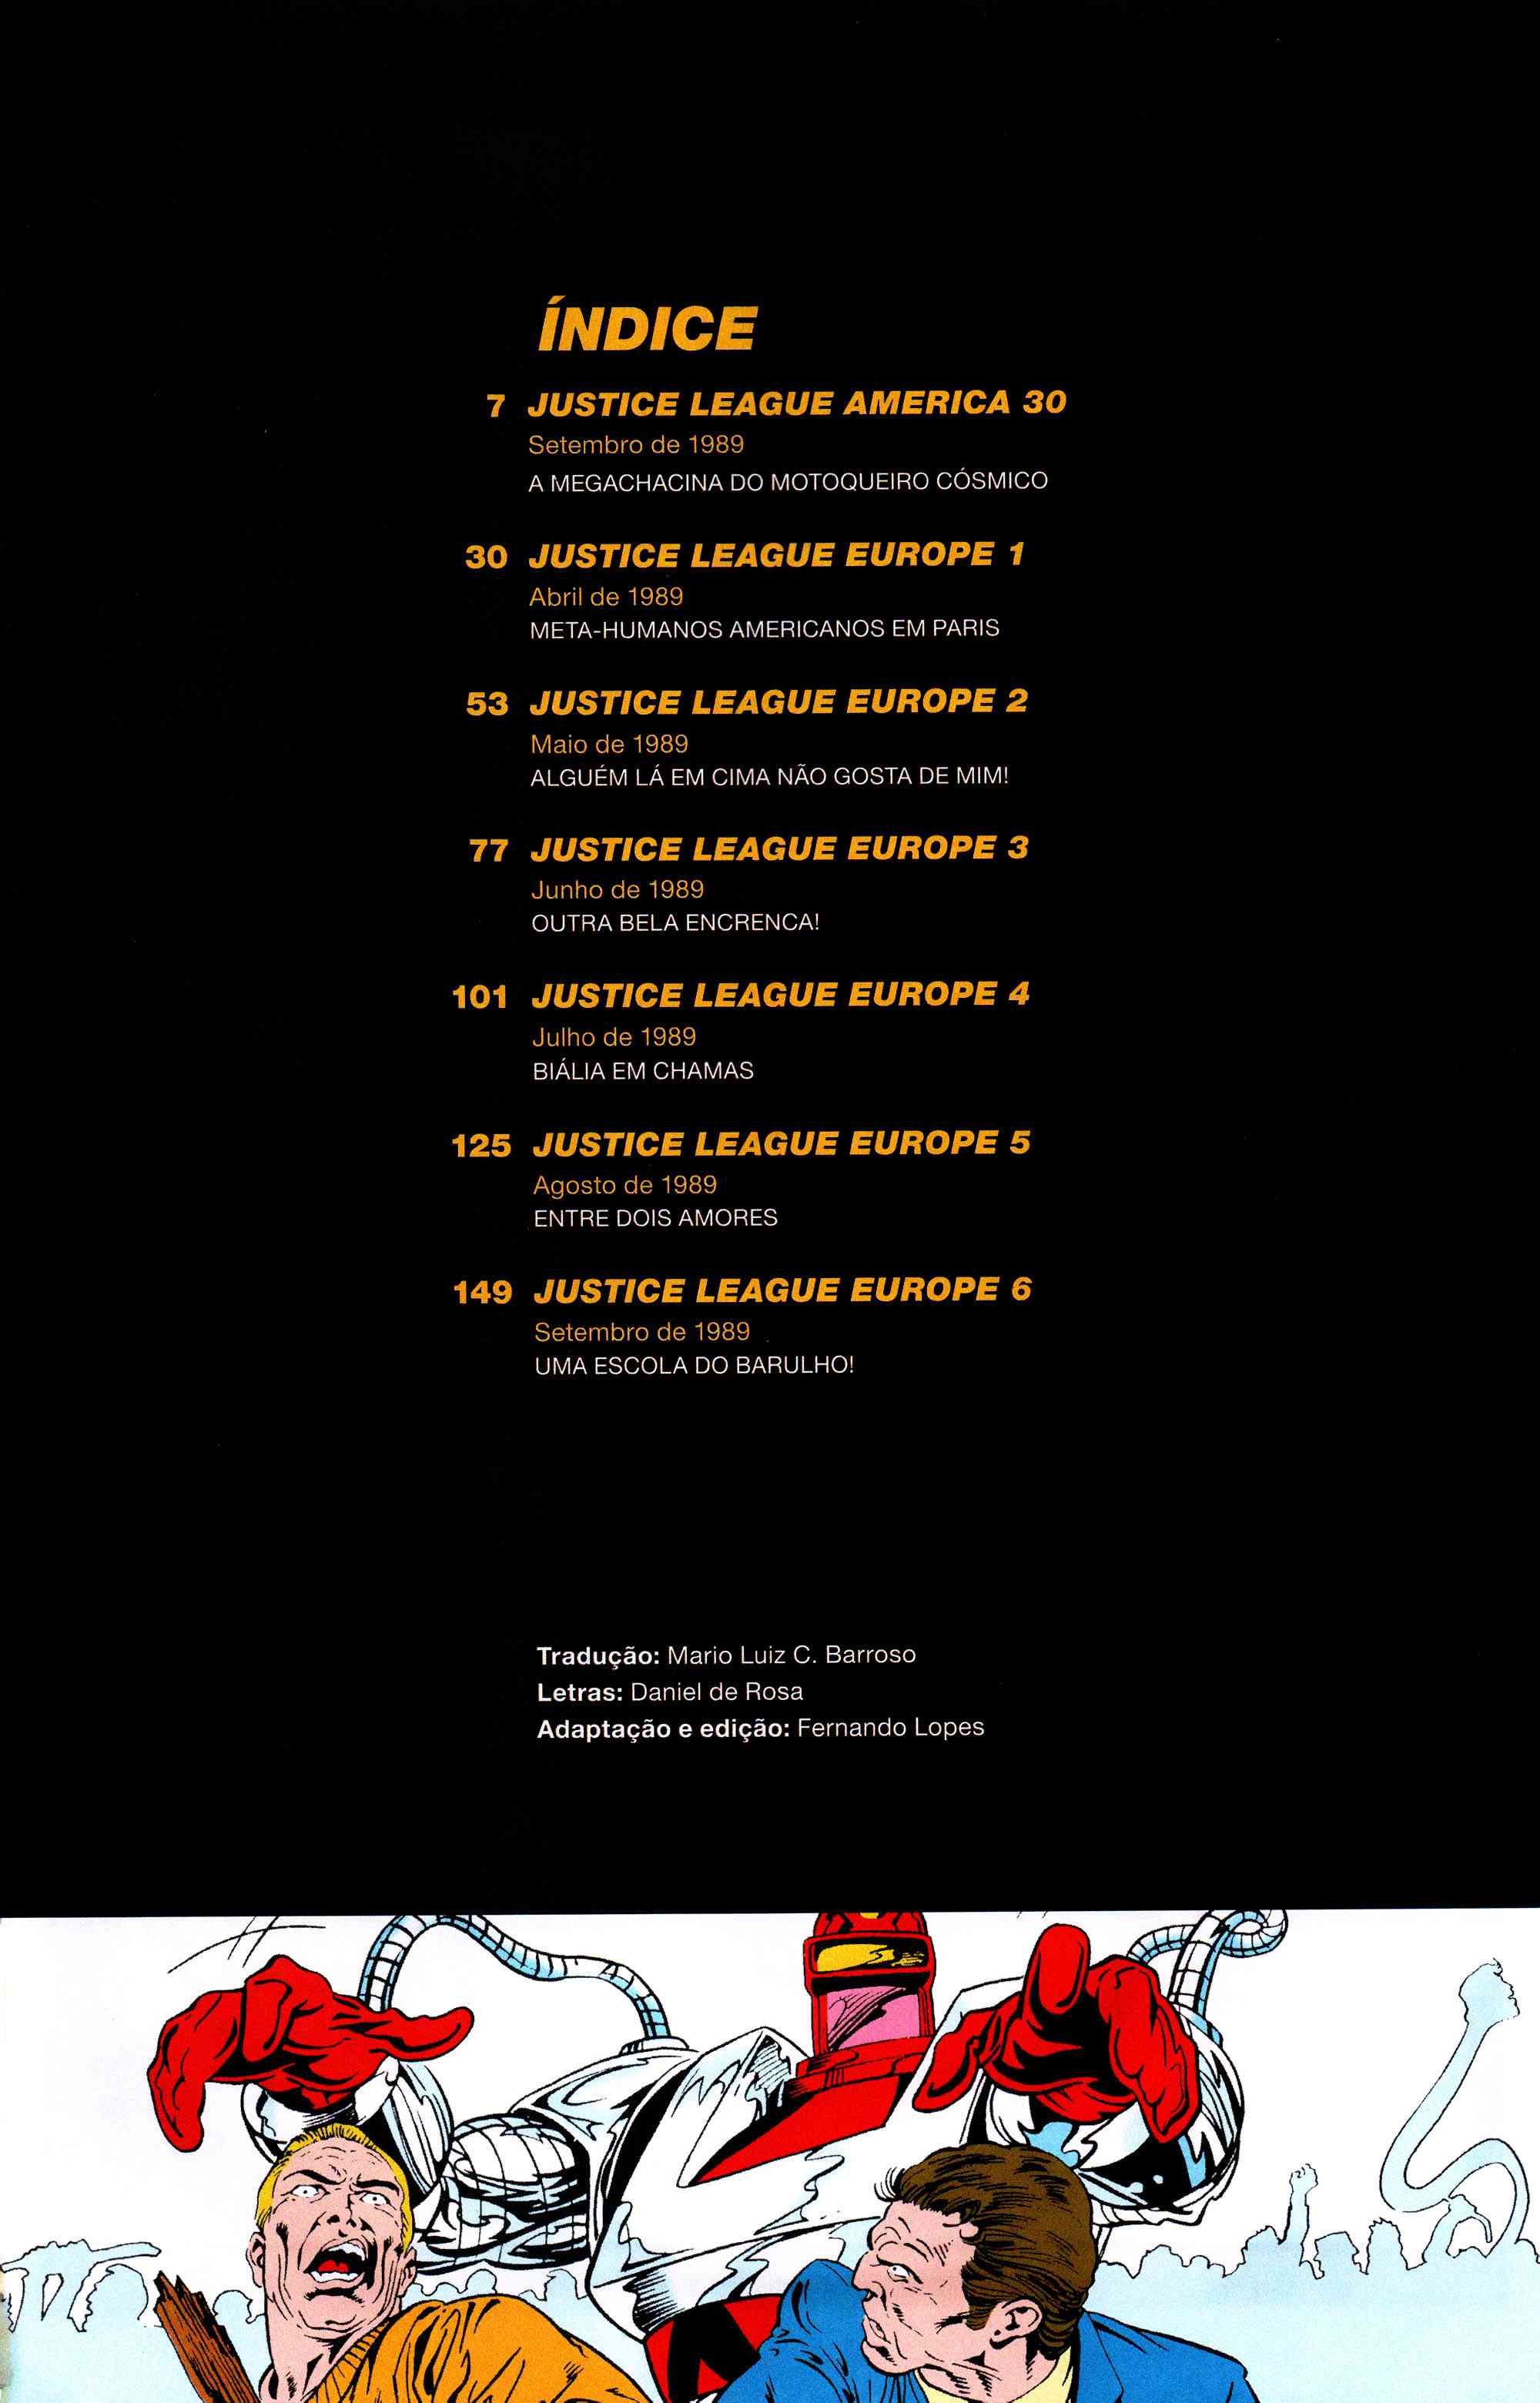 ÍNDICE
7 JUSTICE LEAGUE AMERICA 30
Setembro de 1989
A MEGACHACINA DO MOTOQUEIRO CÓSMICO
30 JUSTICE LEAGUE EUROPE 1
Abril de 1989
META-HUMANOS AMERICANOS EM PARIS
53 JUSTICE LEAGUE EUROPE 2
Maio de 1989
ALGUÉM LÁ EM CIMA NÃO GOSTA DE MIM!
77 JUSTICE LEAGUE EUROPE 3
Junho de 1989
OUTRA BELA ENCRENCA!
101 JUSTICE LEAGUE EUROPE 4
Julho de 1989
BIÁLIA EM CHAMAS
125 JUSTICE LEAGUE EUROPE 5
Agosto de 1989
ENTRE DOIS AMORES
149 JUSTICE LEAGUE EUROPE 6
Setembro de 1989
UMA ESCOLA DO BARULHO!
Tradução: Mario Luiz C. Barroso
Letras: Daniel de Rosa
Adaptação e edição: Fernando Lopes